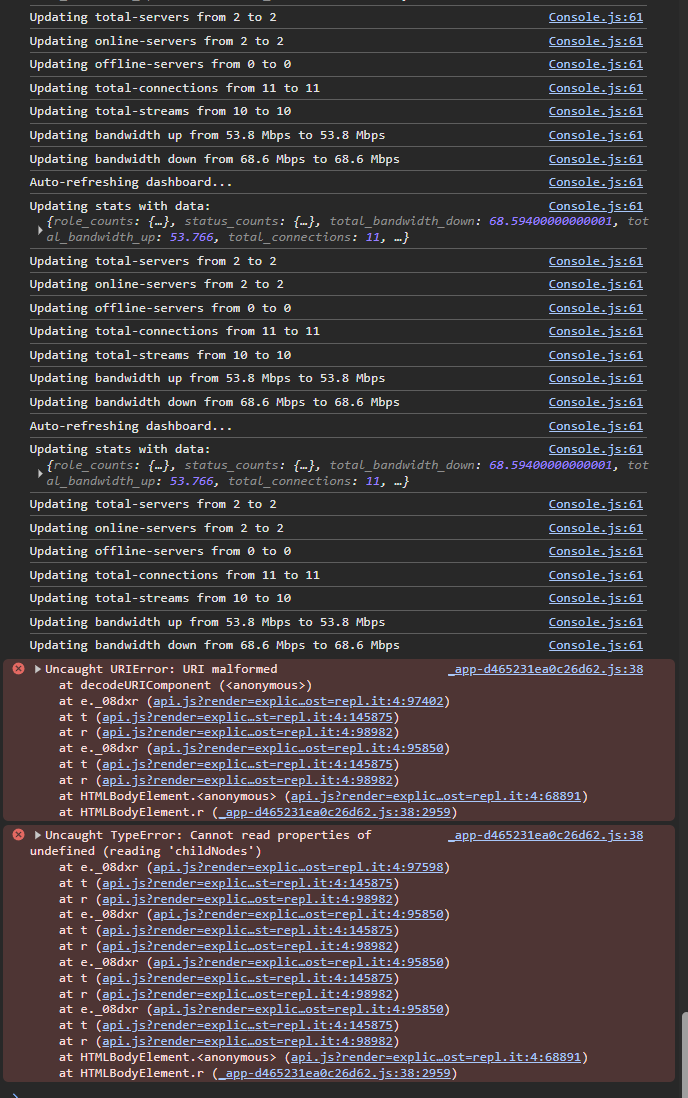 Updating total-servers from 2 to 2 Console.js:61
Updating online-servers from 2 to 2 Console.js:61
Updating offline-servers from 0 to 0 Console.js:61
Updating total-connections from 11 to 11 Console.js:61
Updating total-streams from 10 to 10 Console.js:61
Updating bandwidth up from 53.8 Mbps to 53.8 Mbps Console.js:61
Updating bandwidth down from 68.6 Mbps to 68.6 Mbps Console.js:61
Auto-refreshing dashboard... Console.js:61
Updating stats with data: Console.js:61
{role_counts: {…}, status_counts: {…}, total_bandwidth_down: 68.59400000000001, tot
al_bandwidth_up: 53.766, total_connections: 11, …}
Updating total-servers from 2 to 2 Console.js:61
Updating online-servers from 2 to 2 Console.js:61
Updating offline-servers from 0 to 0 Console.js:61
Updating total-connections from 11 to 11 Console.js:61
Updating total-streams from 10 to 10 Console.js:61
Updating bandwidth up from 53.8 Mbps to 53.8 Mbps Console.js:61
Updating bandwidth down from 68.6 Mbps to 68.6 Mbps Console.js:61
Auto-refreshing dashboard... Console.js:61
Updating stats with data: Console.js:61
{role_counts: {…}, status_counts: {…}, total_bandwidth_down: 68.59400000000001, tot
al_bandwidth_up: 53.766, total_connections: 11, …}
Updating total-servers from 2 to 2 Console.js:61
Updating online-servers from 2 to 2 Console.js:61
Updating offline-servers from 0 to 0 Console.js:61
Updating total-connections from 11 to 11 Console.js:61
Updating total-streams from 10 to 10 Console.js:61
Updating bandwidth up from 53.8 Mbps to 53.8 Mbps Console.js:61
Updating bandwidth down from 68.6 Mbps to 68.6 Mbps Console.js:61
Uncaught URIError: URI malformed _app-d465231ea0c26d62.js:38
at decodeURIComponent (<anonymous>)
at e._08dxr (api.js?render=explic…ost=repl.it:4:97402)
at t (api.js?render=explic…st=repl.it:4:145875)
at r (api.js?render=explic…ost=repl.it:4:98982)
at e._08dxr (api.js?render=explic…ost=repl.it:4:95850)
at t (api.js?render=explic…st=repl.it:4:145875)
at r (api.js?render=explic…ost=repl.it:4:98982)
at HTMLBodyElement.<anonymous> (api.js?render=explic…ost=repl.it:4:68891)
at HTMLBodyElement.r (_app-d465231ea0c26d62.js:38:2959)
Uncaught TypeError: Cannot read properties of _app-d465231ea0c26d62.js:38
undefined (reading 'childNodes')
at e._08dxr (api.js?render=explic…ost=repl.it:4:97598)
at t (api.js?render=explic…st=repl.it:4:145875)
at r (api.js?render=explic…ost=repl.it:4:98982)
at e._08dxr (api.js?render=explic…ost=repl.it:4:95850)
at t (api.js?render=explic…st=repl.it:4:145875)
at r (api.js?render=explic…ost=repl.it:4:98982)
at e._08dxr (api.js?render=explic…ost=repl.it:4:95850)
at t (api.js?render=explic…st=repl.it:4:145875)
at r (api.js?render=explic…ost=repl.it:4:98982)
at e._08dxr (api.js?render=explic…ost=repl.it:4:95850)
at t (api.js?render=explic…st=repl.it:4:145875)
at r (api.js?render=explic…ost=repl.it:4:98982)
at HTMLBodyElement.<anonymous> (api.js?render=explic…ost=repl.it:4:68891)
at HTMLBodyElement.r (_app-d465231ea0c26d62.js:38:2959)